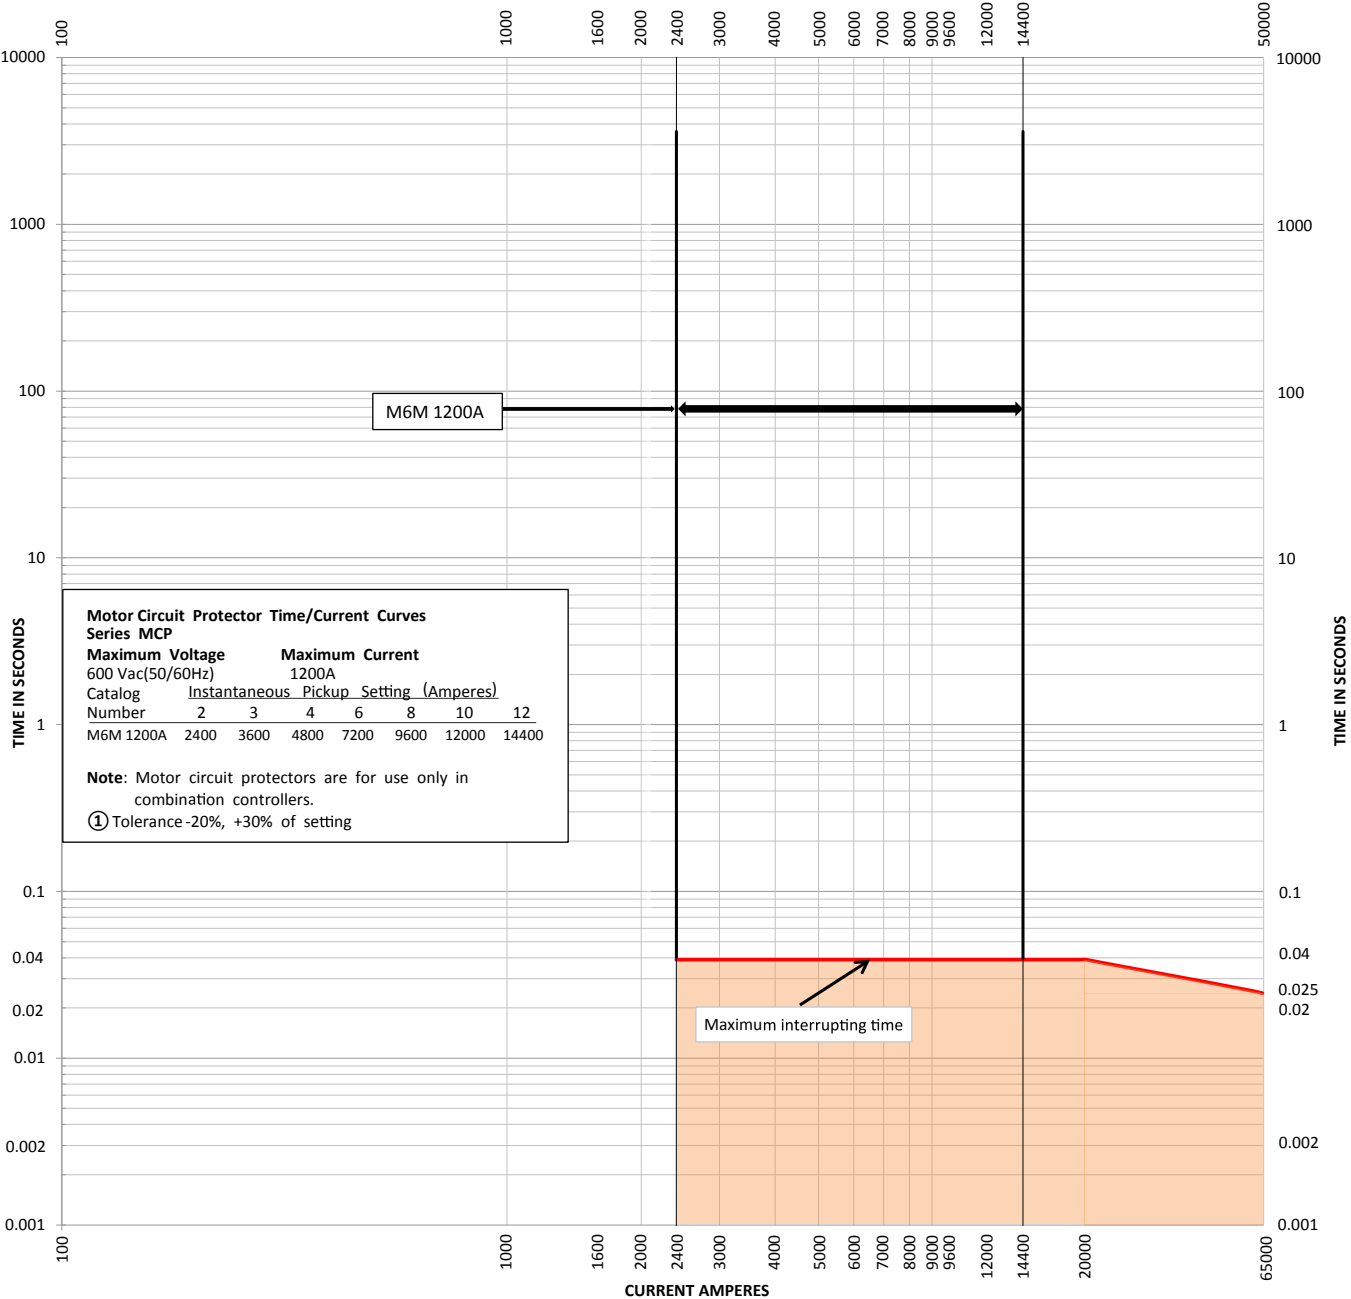 100 1000 1600 2000 2400 3000 4000 5000 6000 7000 8000 9000 9600 12000 14400 50000
10000 10000
1000 1000
100 100
M6M 1200A
10 10
Motor Circuit Protector Time/Current Curves
Series MCP
Maximum Voltage Maximum Current
600 Vac(50/60Hz) 1200A
Catalog Instantaneous Pickup Setting (Amperes)
Number 2 3 4 6 8 10 12
M6M 1200A 2400 3600 4800 7200 9600 12000 14400
Note: Motor circuit protectors are for use only in
combination controllers.
① Tolerance -20%, +30% of setting
TIME IN SECONDS
TIME IN SECONDS
1 1
0.1 0.1
0.04 0.04
0.025
0.02 0.02
Maximum interrupting time
0.01
0.002 0.002
0.001 0.001
100 1000 1600 2000 2400 3000 4000 5000 6000 7000 8000 9000 9600 12000 14400 20000 65000
CURRENT AMPERES